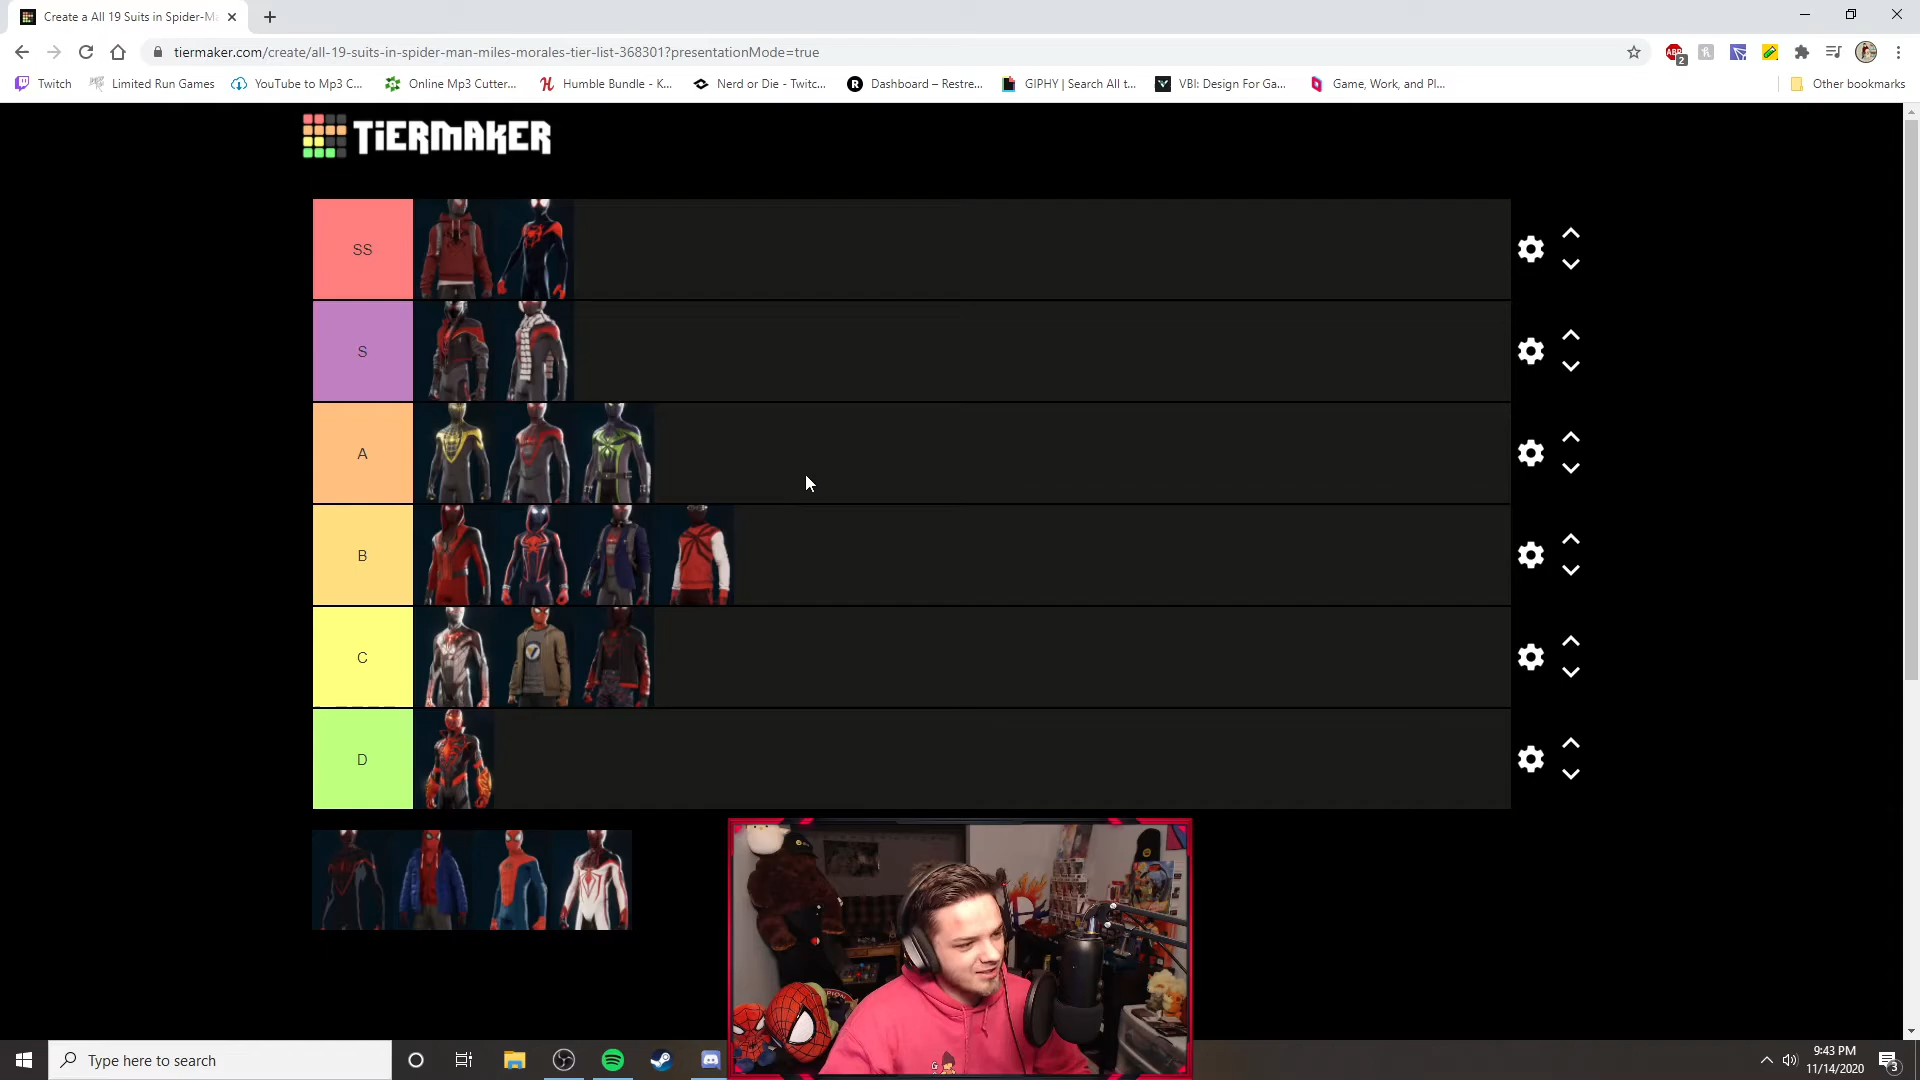 Create a All 19 Suits in Spider-M
tiermaker.com/create/all-19-suits-in-spider-man-miles-morales-tier-list-368301?presentationMode=true
ABP
2
Twitch
Limited Run Games
YouTube to Mp3 C...
Online Mp3 Cutter...
Humble Bundle - K...
Nerd or Die - Twitc...
Dashboard – Restre...
GIPHY | Search All t...
VBI: Design For Ga...
Game, Work, and Pl...
Other bookmarks
TiERMAKER
SS
S
A
B
C
D
Type here to search
9:43 PM
11/14/2020
3